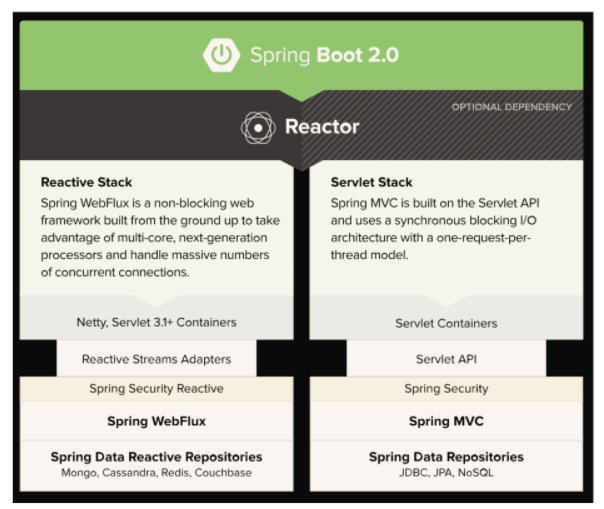 Spring Boot 2.0
OPTIONAL DEPENDENCY
Reactor
Reactive Stack
Spring WebFlux is a non-blocking web
framework built from the ground up to take
advantage of multi-core, next-generation
processors and handle massive numbers
of concurrent connections.
Netty, Servlet 3.1+ Containers
Reactive Streams Adapters
Spring Security Reactive
Spring WebFlux
Spring Data Reactive Repositories
Mongo, Cassandra, Redis, Couchbase
Servlet Stack
Spring MVC is built on the Servlet API
and uses a synchronous blocking I/O
architecture with a one-request-per-
thread model.
Servlet Containers
Servlet API
Spring Security
Spring MVC
Spring Data Repositories
JDBC, JPA, NoSQL